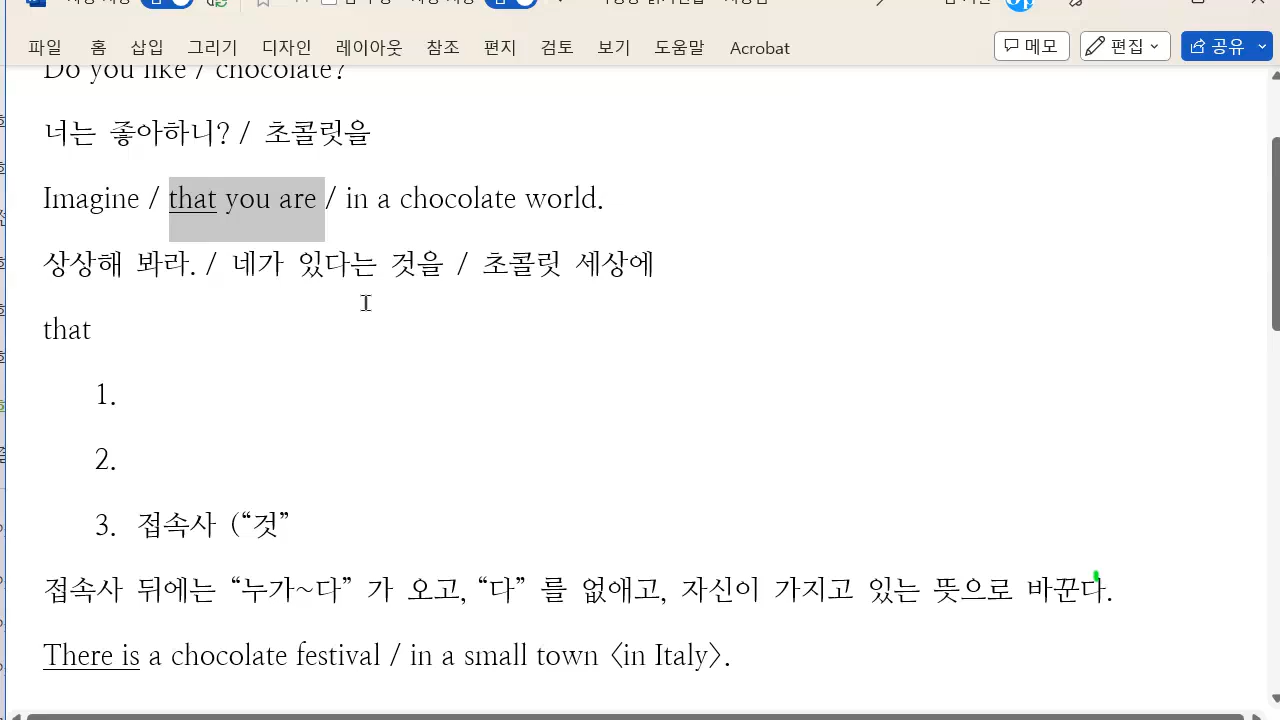 파일 홈 삽입 그리기 디자인 레이아웃 참조 편지 검토 보기 도움말 Acrobat 메모 편집 공유
Do you like / chocolate?
너는 좋아하니? / 초콜릿을
Imagine / that you are / in a chocolate world.
상상해 봐라. / 네가 있다는 것을 / 초콜릿 세상에
that
1.
2.
3. 접속사 (“것”
접속사 뒤에는 “누가~다” 가 오고, “다” 를 없애고, 자신이 가지고 있는 뜻으로 바꾼다.
There is a chocolate festival / in a small town 〈in Italy〉.